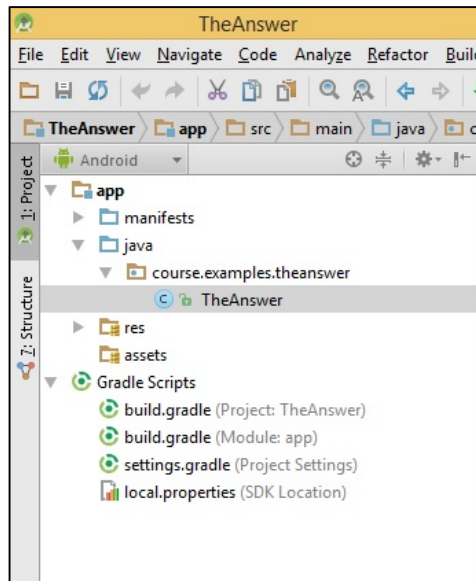 TheAnswer
File Edit View Navigate Code Analyze Refactor
TheAnswer app src main java
1: Project
Android
app
manifests
java
course.examples.theanswer
C TheAnswer
res
assets
Gradle Scripts
build.gradle (Project: TheAnswer)
build.gradle (Module: app)
settings.gradle (Project Settings)
local.properties (SDK Location)
7: Structure